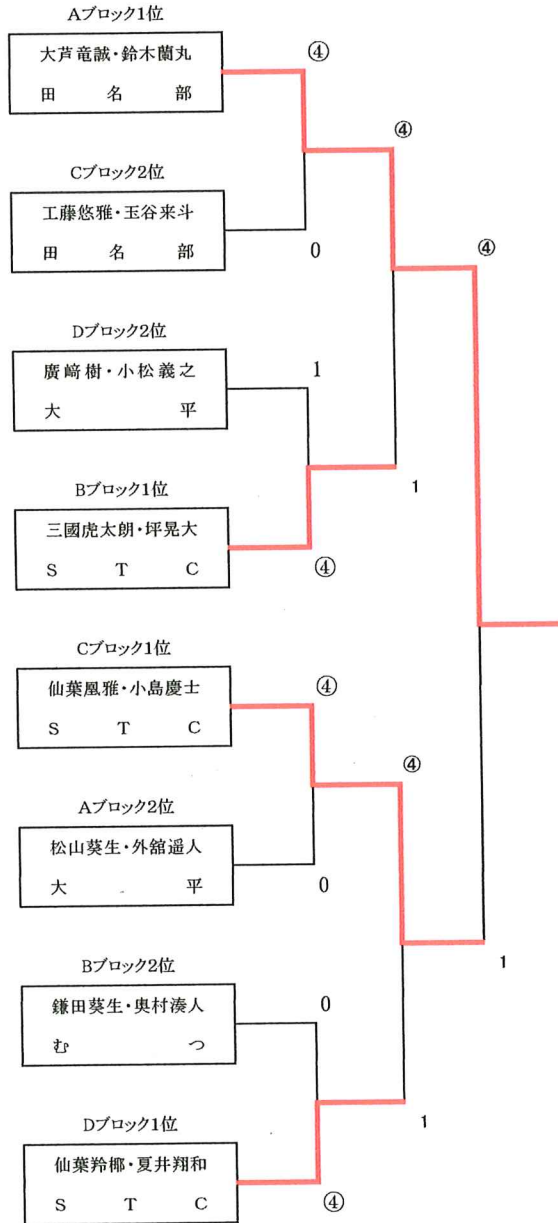 Aブロック1位
④
大芦竜誠・鈴木蘭丸
田名部
④
Cブロック2位
工藤悠雅・玉谷来斗
田名部
0
④
Dブロック2位
1
廣﨑樹・小松義之
大平
1
Bブロック1位
三國虎太朗・坪晃大
STC
④
Cブロック1位
④
仙葉凰雅・小島慶士
STC
④
Aブロック2位
松山葵生・外舘遥人
大平
0
1
Bブロック2位
0
鎌田葵生・奥村湊人
むつ
1
Dブロック1位
仙葉羚椰・夏井翔和
STC
④